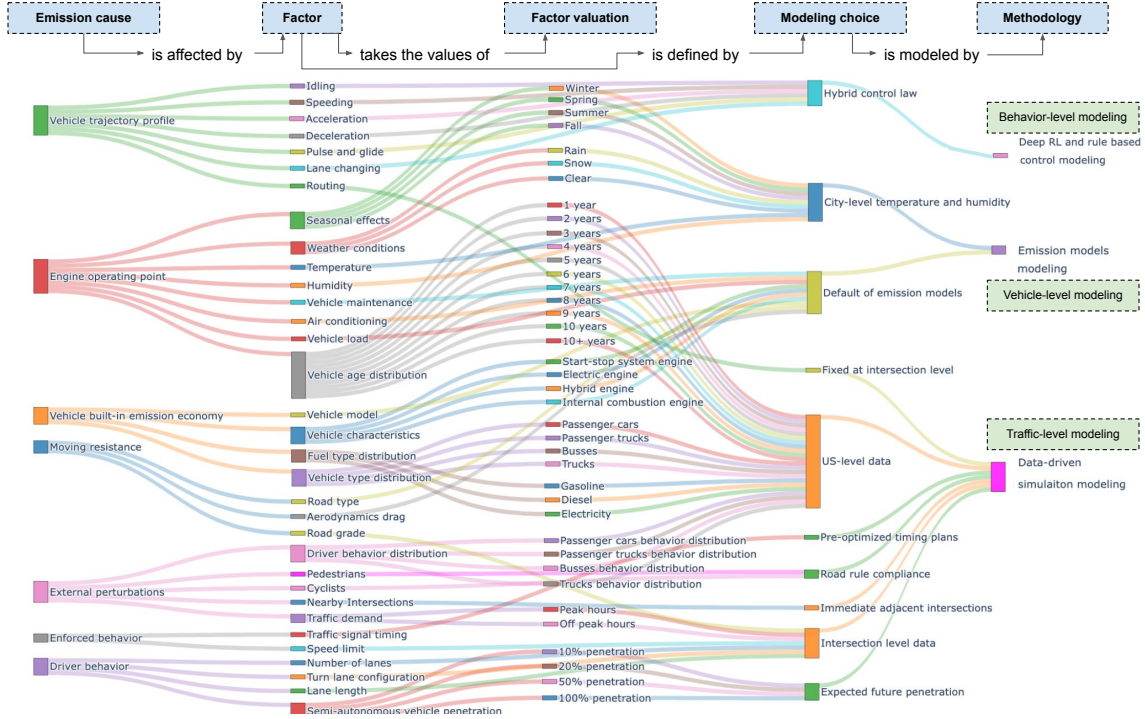 Emission cause
Factor
Factor valuation
Modeling choice
Methodology
is affected by
takes the values of
is defined by
is modeled by
Vehicle trajectory profile
Engine operating point
Vehicle built-in emission economy
Moving resistance
External perturbations
Enforced behavior
Driver behavior
Idling
Speeding
Acceleration
Deceleration
Pulse and glide
Lane changing
Routing
Seasonal effects
Weather conditions
Temperature
Humidity
Vehicle maintenance
Air conditioning
Vehicle load
Vehicle age distribution
Vehicle model
Vehicle characteristics
Fuel type distribution
Vehicle type distribution
Road type
Aerodynamics drag
Road grade
Driver behavior distribution
Pedestrians
Cyclists
Nearby Intersections
Traffic demand
Traffic signal timing
Speed limit
Number of lanes
Turn lane configuration
Lane length
Semi-autonomous vehicle penetration
Winter
Spring
Summer
Fall
Rain
Snow
Clear
1 year
2 years
3 years
4 years
5 years
6 years
7 years
8 years
9 years
10 years
10+ years
Start-stop system engine
Electric engine
Hybrid engine
Internal combustion engine
Passenger cars
Passenger trucks
Busses
Trucks
Gasoline
Diesel
Electricity
Passenger cars behavior distribution
Passenger trucks behavior distribution
Busses behavior distribution
Trucks behavior distribution
Peak hours
Off peak hours
10% penetration
20% penetration
50% penetration
100% penetration
Hybrid control law
City-level temperature and humidity
Default of emission models
Fixed at intersection level
US-level data
Pre-optimized timing plans
Road rule compliance
Immediate adjacent intersections
Intersection level data
Expected future penetration
Behavior-level modeling
Deep RL and rule based
control modeling
Emission models
modeling
Vehicle-level modeling
Traffic-level modeling
Data-driven
simulaiton modeling